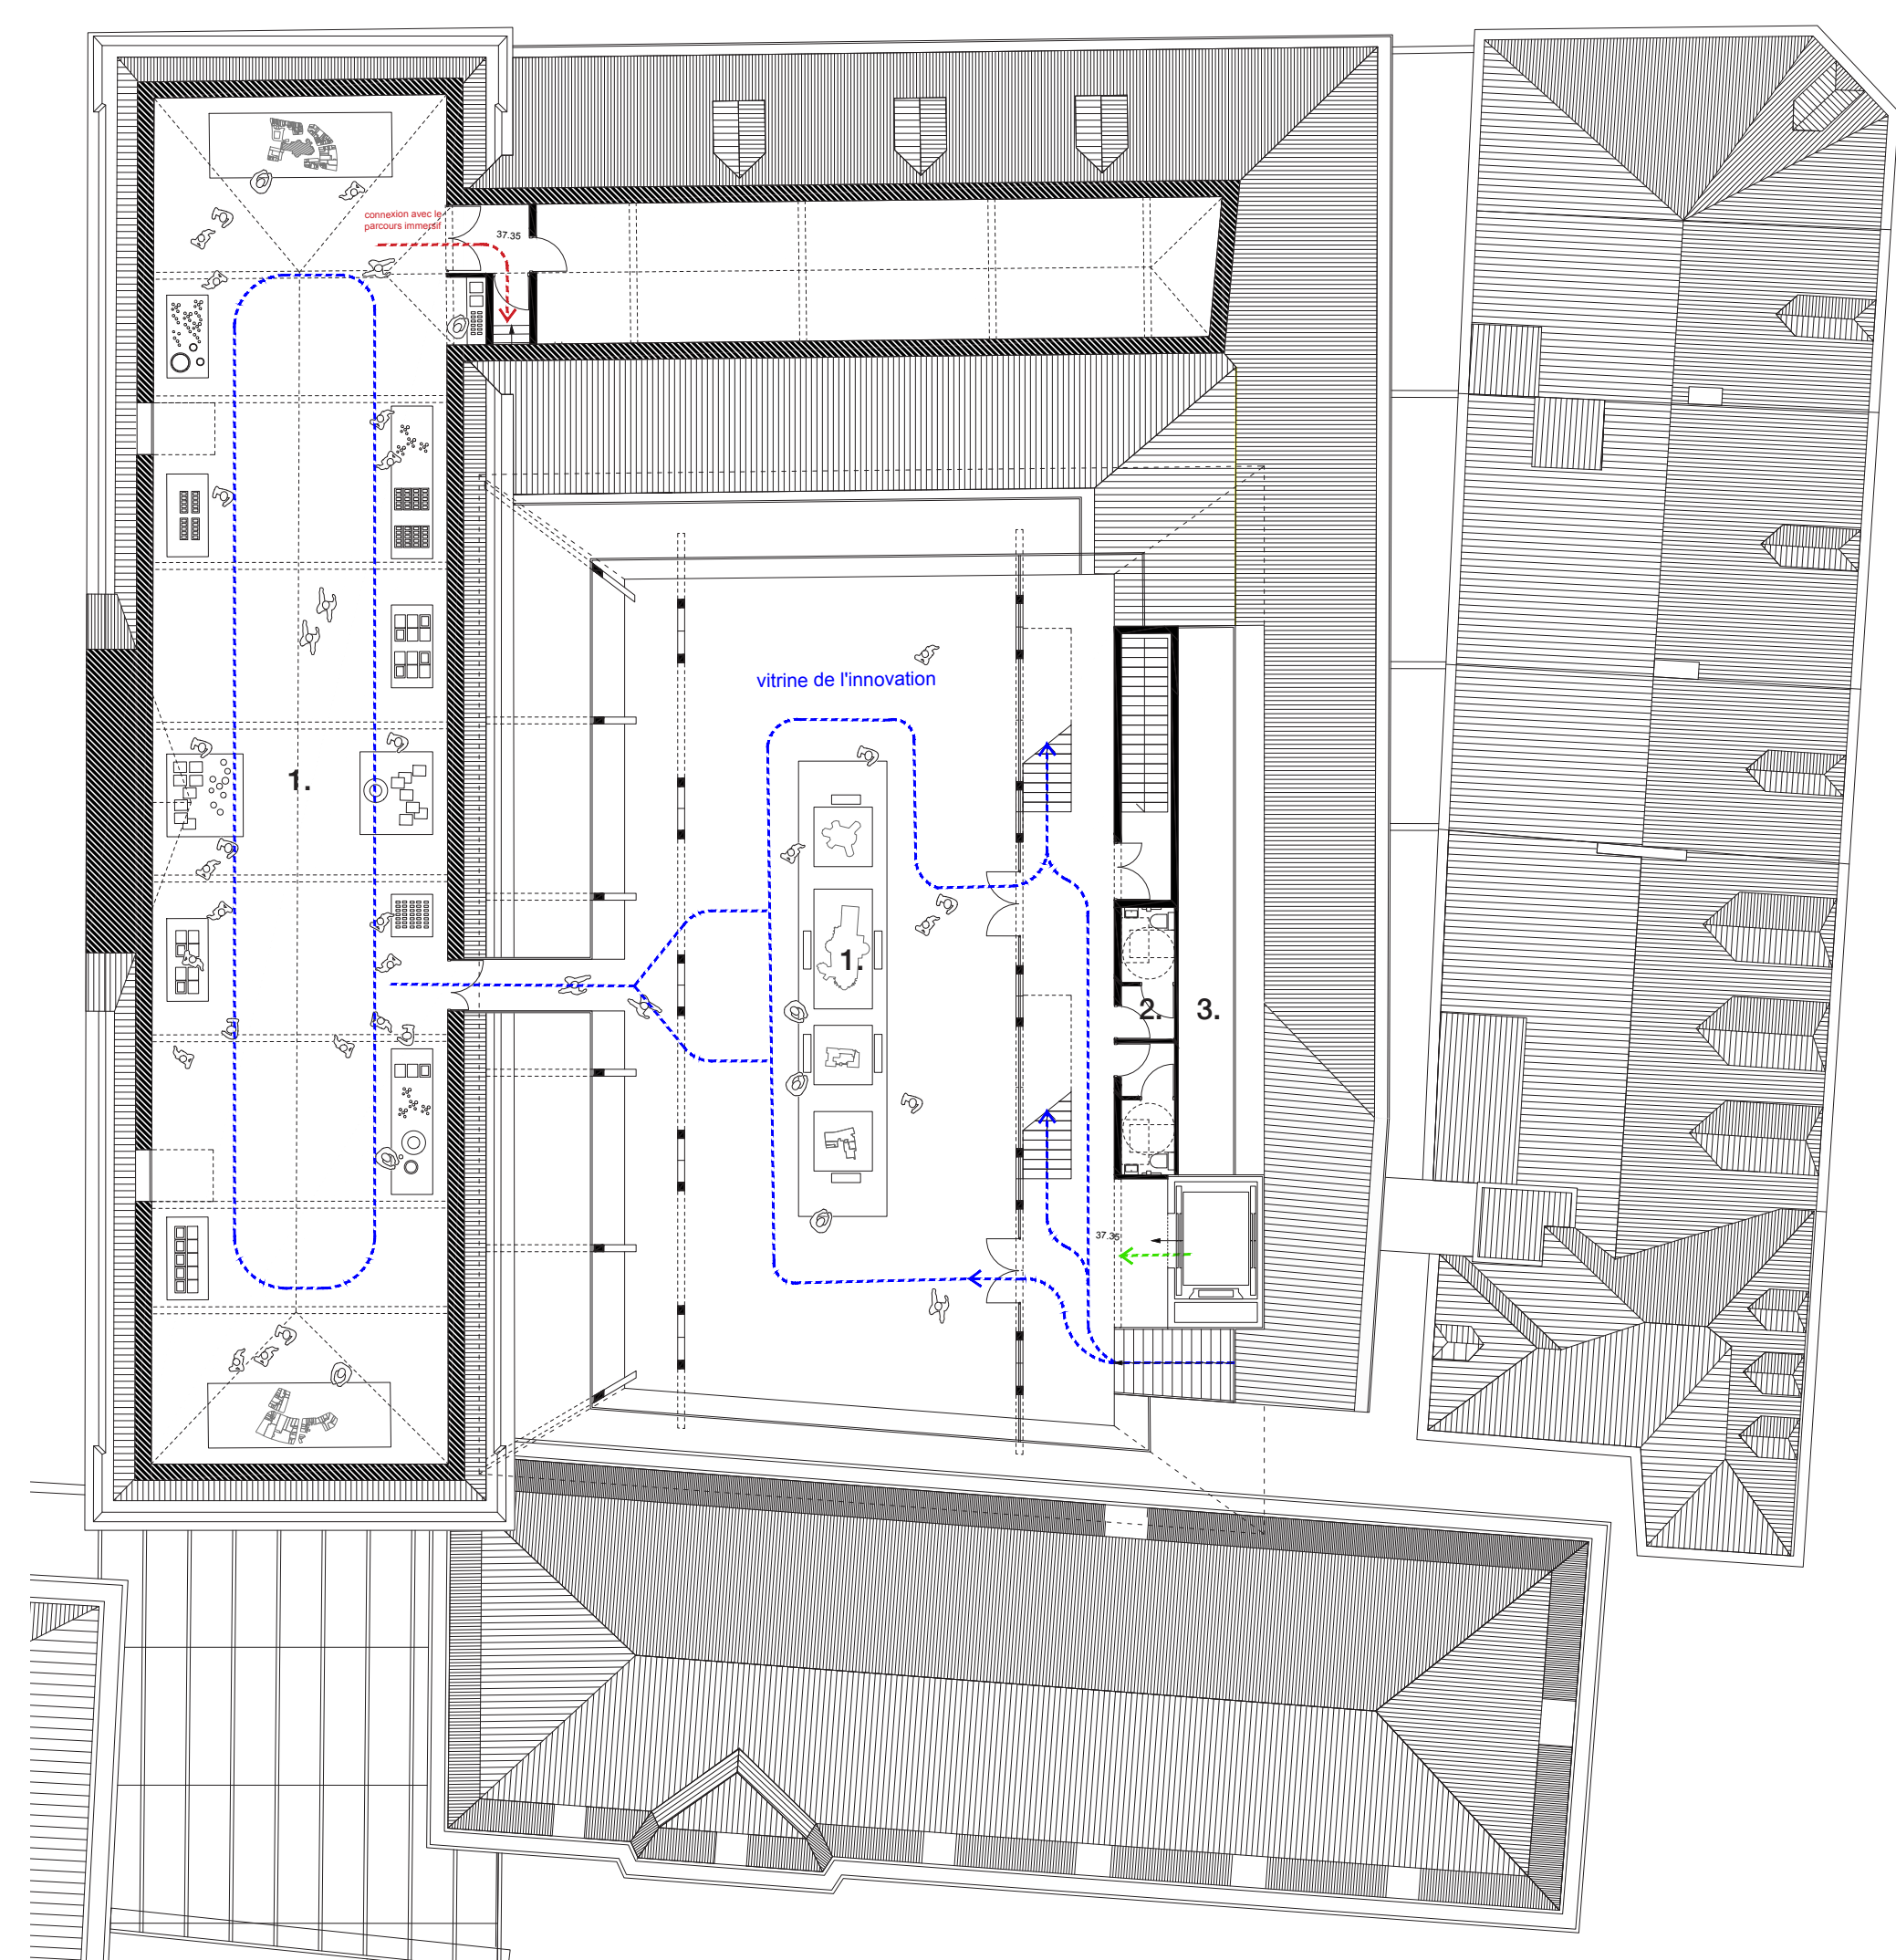 connexion avec le
parcours immersif
37.35
vitrine de l'innovation
1.
1.
2.
3.
37.35